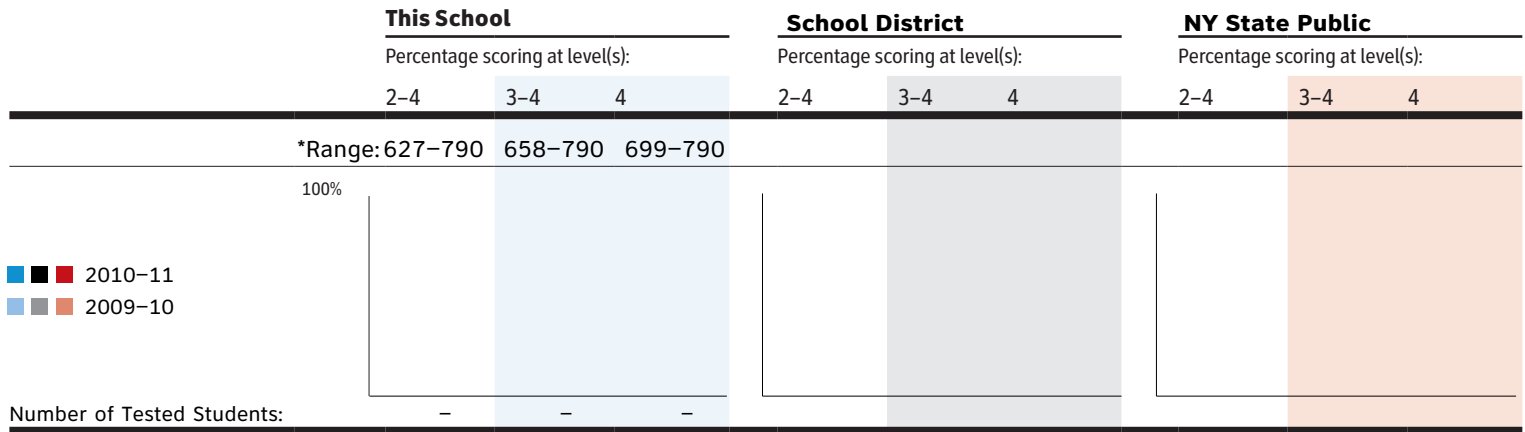 This School School District NY State Public
Percentage scoring at level(s): Percentage scoring at level(s): Percentage scoring at level(s):
2–4 3–4 4 2–4 3–4 4 2–4 3–4 4
*Range: 627–790 658–790 699–790
100%
2010–11
2009–10
Number of Tested Students: – – –